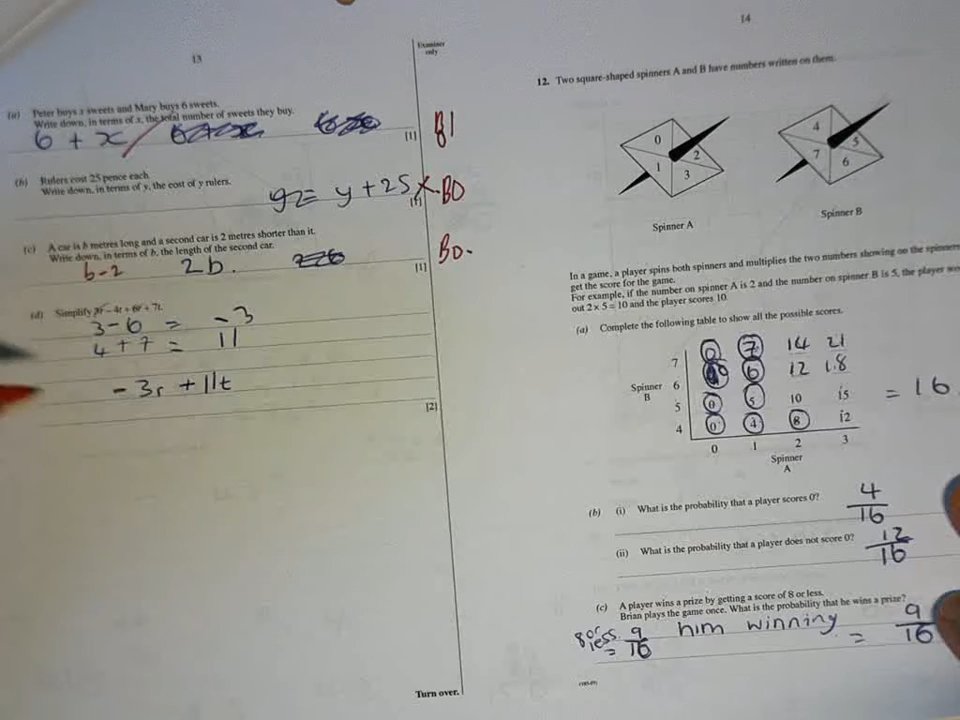 13
Examiner
only
(a) Peter buys x sweets and Mary buys 6 sweets.
Write down, in terms of x, the total number of sweets they buy.
6 + x
[1]
B1
(b) Rulers cost 25 pence each.
Write down, in terms of y, the cost of y rulers.
y + 25
[1]
B0
(c) A car is b metres long and a second car is 2 metres shorter than it.
Write down, in terms of b, the length of the second car.
b-2 2b.
[1]
B0.
(d) Simplify 3r - 4t + 6r + 7t.
3 - 6 = - 3
4 + 7 = 11
- 3r + 11t
[2]
Turn over.
14
12. Two square-shaped spinners A and B have numbers written on them.
0 2 1 3
4 5 7 6
Spinner A
Spinner B
In a game, a player spins both spinners and multiplies the two numbers showing on the spinners
get the score for the game.
For example, if the number on spinner A is 2 and the number on spinner B is 5, the player
out 2 × 5 = 10 and the player scores 10.
(a) Complete the following table to show all the possible scores.
7 0 7 14 21
Spinner
B
6 6 12 18
= 16
5 0 5 10 15
4 0 4 8 12
0 1 2 3
Spinner
A
(b) (i) What is the probability that a player scores 0?
4
16
(ii) What is the probability that a player does not score 0?
12
16
(c) A player wins a prize by getting a score of 8 or less.
Brian plays the game once. What is the probability that he wins a prize?
8 or less = 9/16 him winning = 9/16